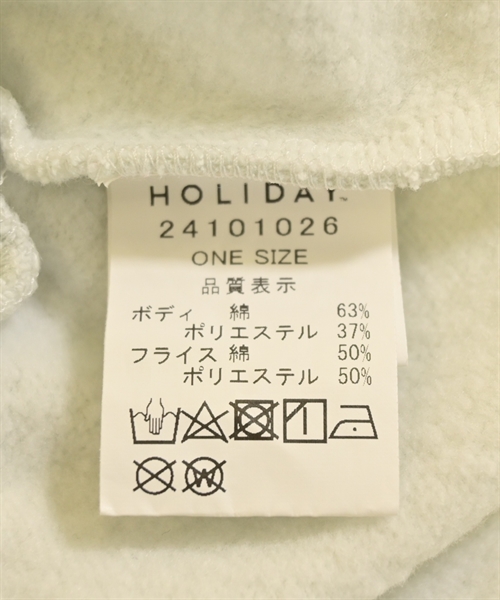 HOLIDAY™
24101026
ONE SIZE
品質表示
ボディ 綿 63%
ポリエステル 37%
フライス 綿 50%
ポリエステル 50%
W